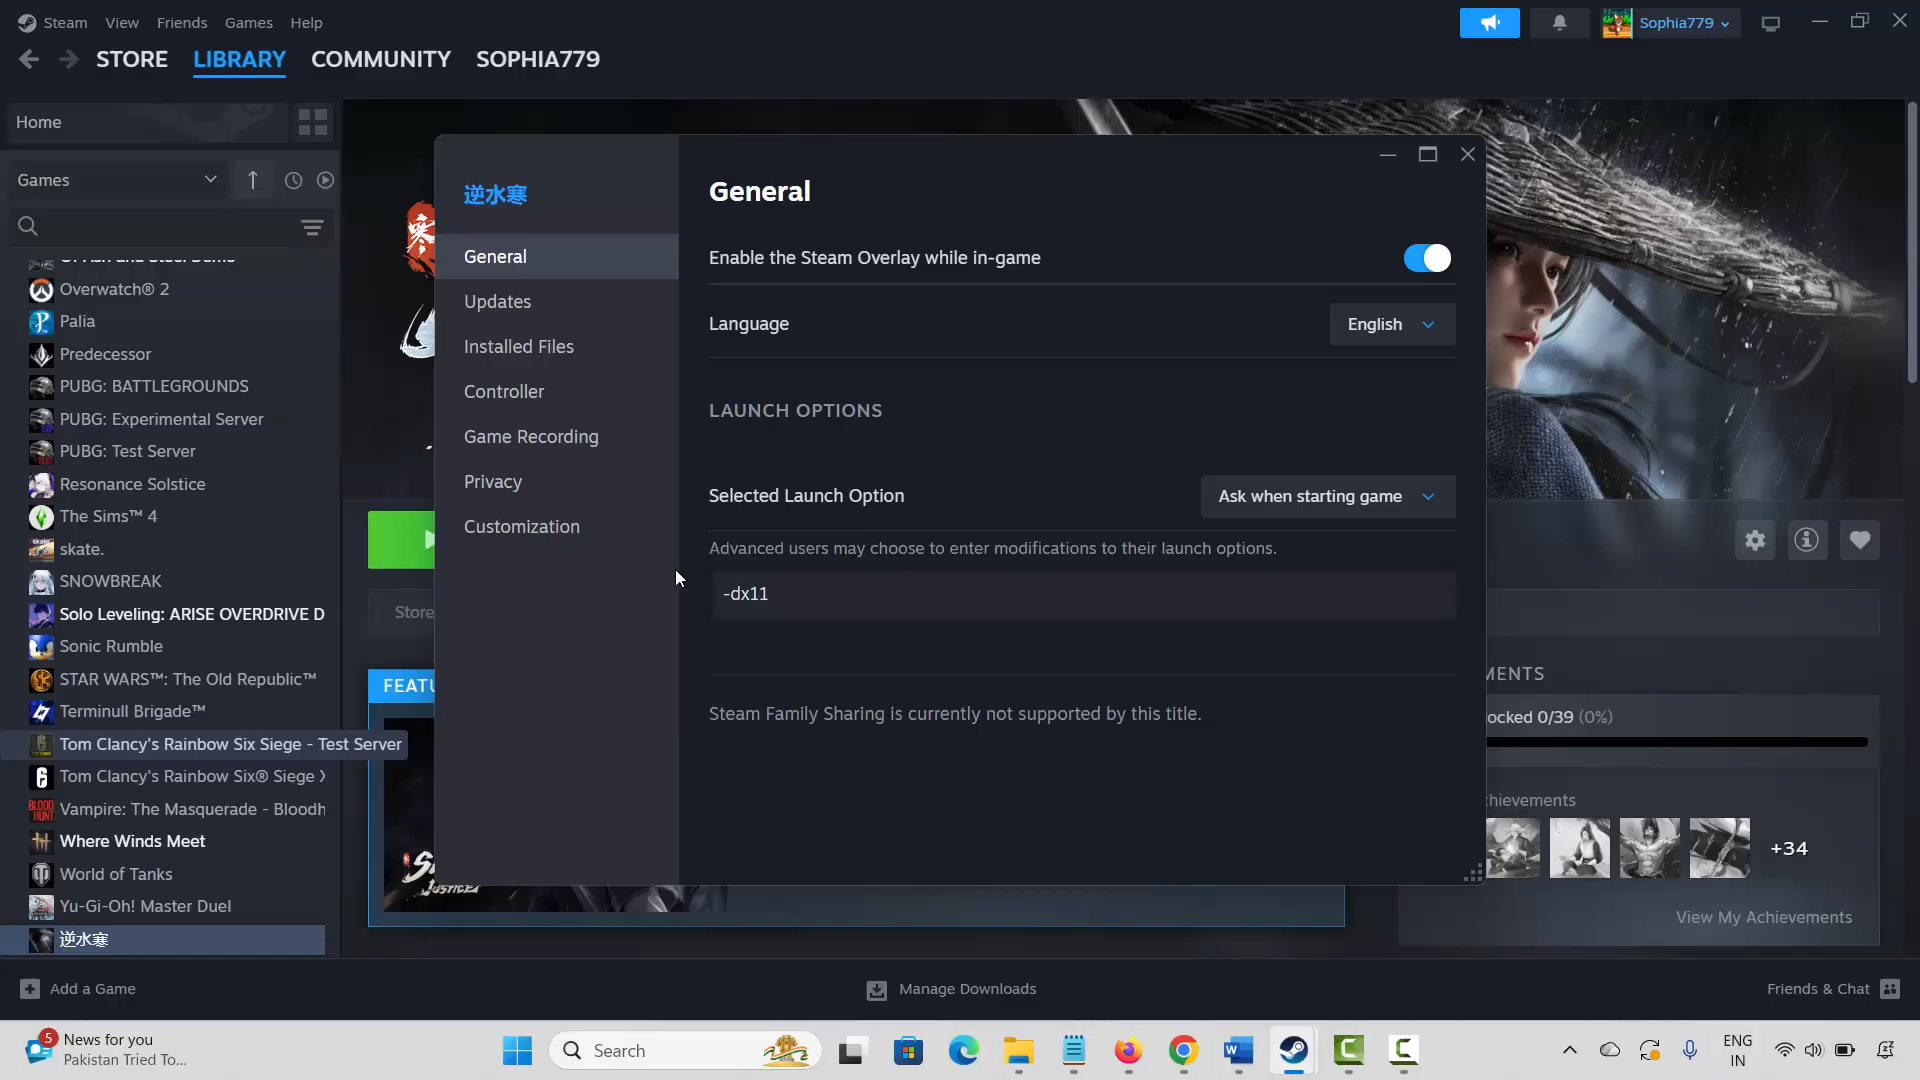 Steam View Friends Games Help
Sophia779
STORE LIBRARY COMMUNITY SOPHIA779
Home
Games
Overwatch® 2
Palia
Predecessor
PUBG: BATTLEGROUNDS
PUBG: Experimental Server
PUBG: Test Server
Resonance Solstice
The Sims™ 4
skate.
SNOWBREAK
Solo Leveling: ARISE OVERDRIVE D
Sonic Rumble
STAR WARS™: The Old Republic™
Terminull Brigade™
Tom Clancy's Rainbow Six Siege - Test Server
Tom Clancy's Rainbow Six® Siege X
Vampire: The Masquerade - Bloodh
Where Winds Meet
World of Tanks
Yu-Gi-Oh! Master Duel
逆水寒
逆水寒
General
Updates
Installed Files
Controller
Game Recording
Privacy
Customization
General
Enable the Steam Overlay while in-game
Language English
LAUNCH OPTIONS
Selected Launch Option Ask when starting game
Advanced users may choose to enter modifications to their launch options.
-dx11
Steam Family Sharing is currently not supported by this title.
寒
Store
FEATU
MENTS
ocked 0/39 (0%)
chievements
+34
View My Achievements
Add a Game
Manage Downloads
Friends & Chat
5
News for you
Pakistan Tried To...
Search
ENG
IN